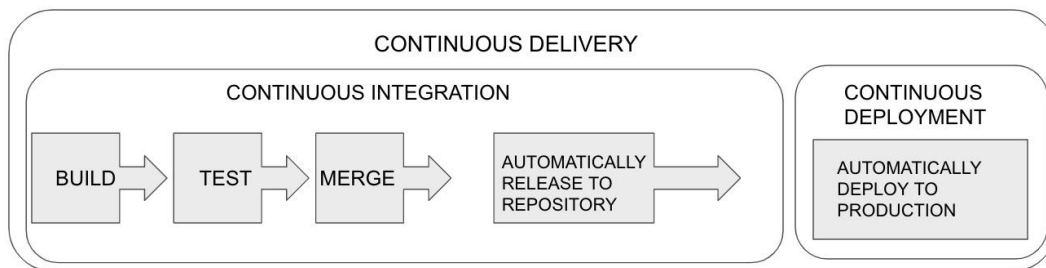 CONTINUOUS DELIVERY
CONTINUOUS INTEGRATION
BUILD
TEST
MERGE
AUTOMATICALLY
RELEASE TO
REPOSITORY
CONTINUOUS
DEPLOYMENT
AUTOMATICALLY
DEPLOY TO
PRODUCTION